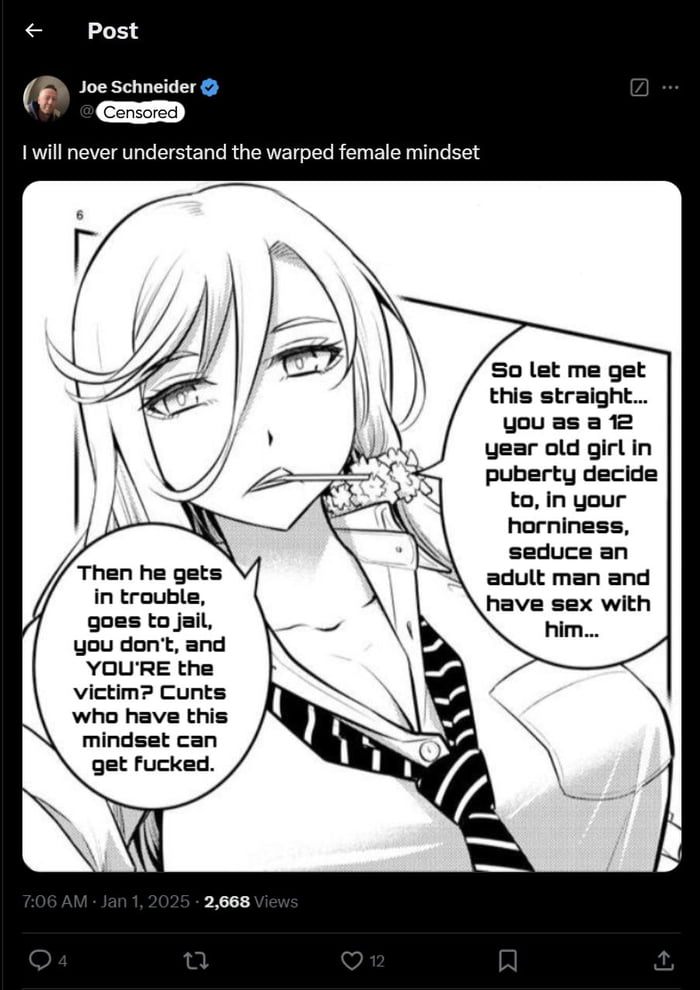 Post
Joe Schneider
@Censored
I will never understand the warped female mindset
6
So let me get
this straight...
you as a 12
year old girl in
puberty decide
to, in your
horniness,
seduce an
adult man and
have sex with
him...
Then he gets
in trouble,
goes to jail,
you don't, and
YOU'RE the
victim? Cunts
who have this
mindset can
get fucked.
7:06 AM · Jan 1, 2025 · 2,668 Views
4
12